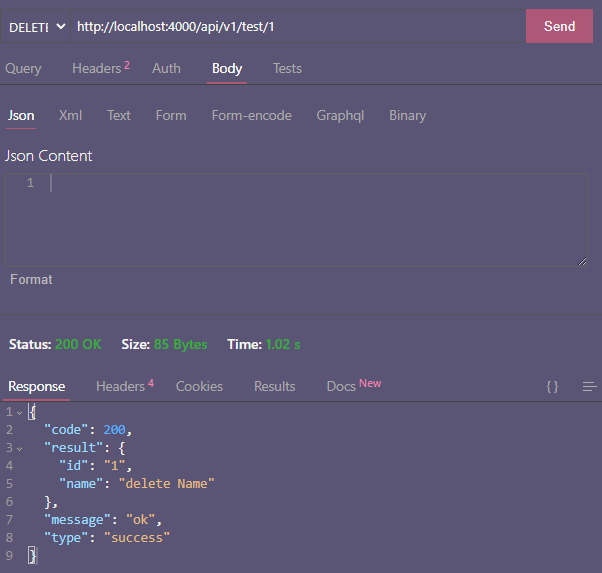 DELETE http://localhost:4000/api/v1/test/1 Send
Query Headers 2 Auth Body Tests
Json Xml Text Form Form-encode Graphql Binary
Json Content
1
Format
Status: 200 OK Size: 85 Bytes Time: 1.02 s
Response Headers 4 Cookies Results Docs New {}
1 {
2 "code": 200,
3 "result": {
4 "id": "1",
5 "name": "delete Name"
6 },
7 "message": "ok",
8 "type": "success"
9 }